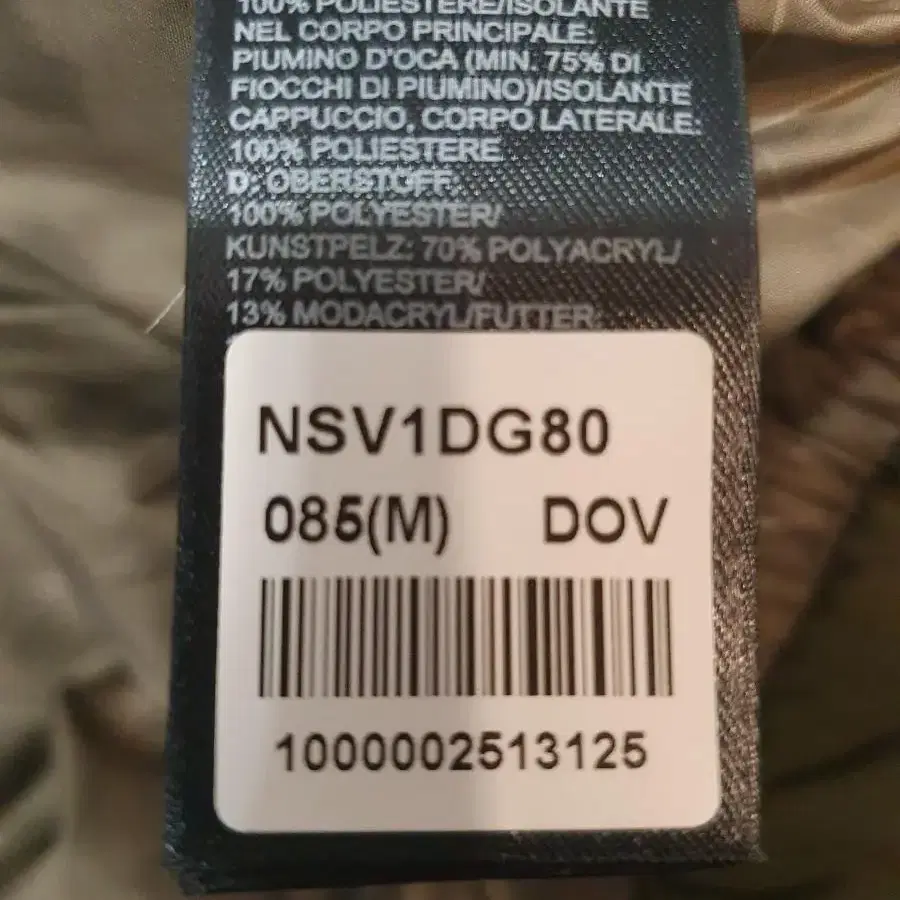 100% POLIESTERE/ISOLANTE
NEL CORPO PRINCIPALE:
PIUMINO D'OCA (MIN. 75% DI
FIOCCHI DI PIUMINO)/ISOLANTE
CAPPUCCIO, CORPO LATERALE:
100% POLIESTERE
D: OBERSTOFF:
100% POLYESTER/
KUNSTPELZ: 70% POLYACRYL/
17% POLYESTER/
13% MODACRYL/FUTTER:
NSV1DG80
085(M) DOV
1000002513125